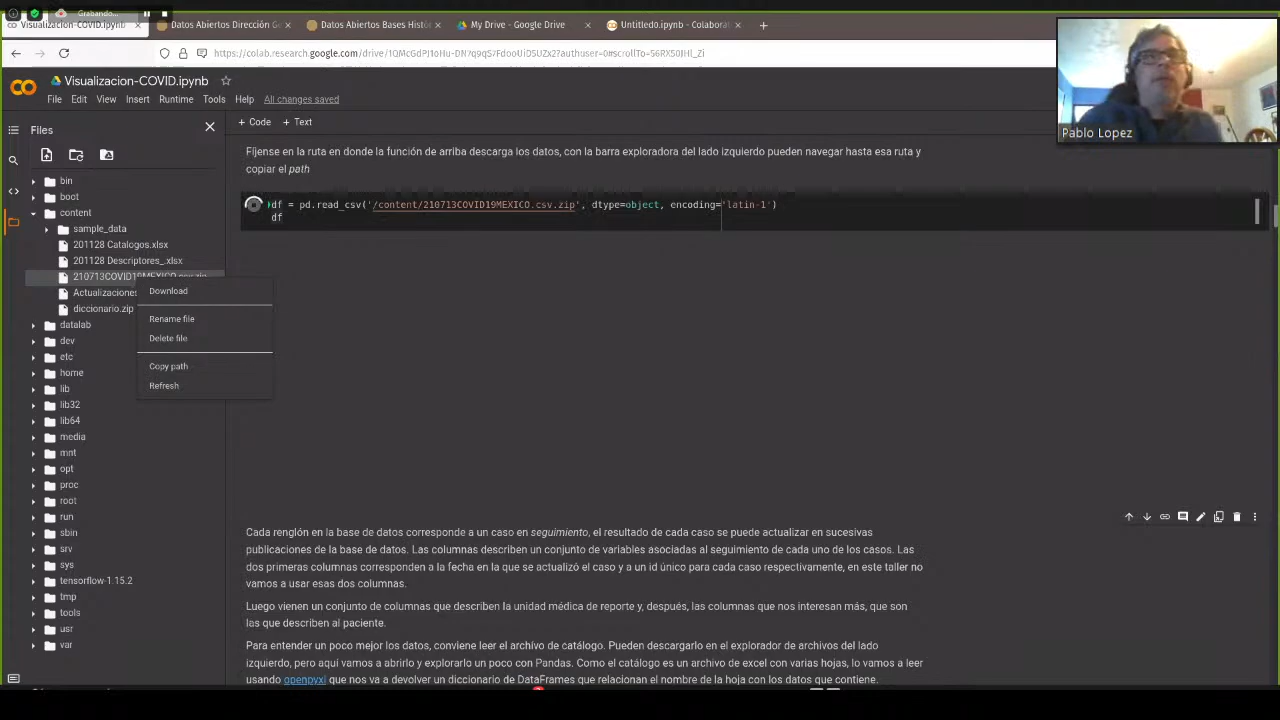 Grabando
Visualizacion-COVID.ipynb
Datos Abiertos Dirección G
Datos Abiertos Bases Hist
My Drive - Google Drive
Untitled0.ipynb - Colabora
https://colab.research.google.com/drive/
Visualizacion-COVID.ipynb
File Edit View Insert Runtime Tools Help All changes saved
Pablo Lopez
Files
+ Code + Text
bin
boot
content
sample_data
201128 Catalogos.xlsx
201128 Descriptores_.xlsx
210713COVID19MEXICO.csv.zip
Actualizaciones
diccionario.zip
datalab
dev
etc
home
lib
lib32
lib64
media
mnt
opt
proc
root
run
sbin
srv
sys
tensorflow-1.15.2
tmp
tools
usr
var
Download
Rename file
Delete file
Copy path
Refresh
Fíjense en la ruta en donde la función de arriba descarga los datos, con la barra exploradora del lado izquierdo pueden navegar hasta esa ruta y
copiar el path
df = pd.read_csv('/content/210713COVID19MEXICO.csv.zip', dtype=object, encoding='latin-1')
df
Cada renglón en la base de datos corresponde a un caso en seguimiento, el resultado de cada caso se puede actualizar en sucesivas
publicaciones de la base de datos. Las columnas describen un conjunto de variables asociadas al seguimiento de cada uno de los casos. Las
dos primeras columnas corresponden a la fecha en la que se actualizó el caso y a un id único para cada caso respectivamente, en este taller no
vamos a usar esas dos columnas.
Luego vienen un conjunto de columnas que describen la unidad médica de reporte y, después, las columnas que nos interesan más, que son
las que describen al paciente.
Para entender un poco mejor los datos, conviene leer el archivo de catálogo. Pueden descargarlo en el explorador de archivos del lado
izquierdo, pero aquí vamos a abrirlo y explorarlo un poco con Pandas. Como el catálogo es un archivo de excel con varias hojas, lo vamos a leer
usando openpyxl que nos va a devolver un diccionario de DataFrames que relacionan el nombre de la hoja con los datos que contiene.